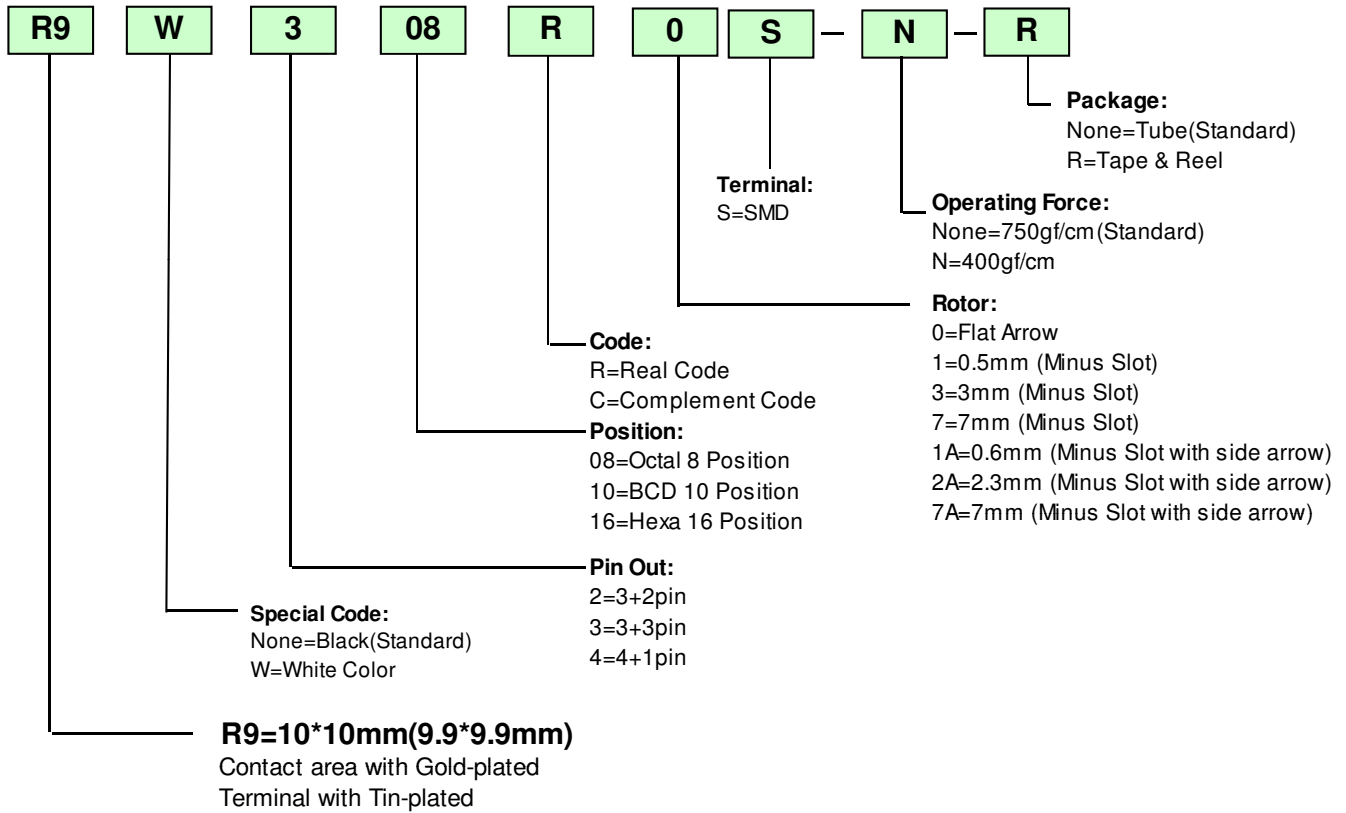 R9 W 3 08 R 0 S – N – R
Package:
None=Tube(Standard)
R=Tape & Reel
Terminal:
S=SMD
Operating Force:
None=750gf/cm(Standard)
N=400gf/cm
Rotor:
0=Flat Arrow
1=0.5mm (Minus Slot)
3=3mm (Minus Slot)
7=7mm (Minus Slot)
1A=0.6mm (Minus Slot with side arrow)
2A=2.3mm (Minus Slot with side arrow)
7A=7mm (Minus Slot with side arrow)
Code:
R=Real Code
C=Complement Code
Position:
08=Octal 8 Position
10=BCD 10 Position
16=Hexa 16 Position
Pin Out:
2=3+2pin
3=3+3pin
4=4+1pin
Special Code:
None=Black(Standard)
W=White Color
R9=10*10mm(9.9*9.9mm)
Contact area with Gold-plated
Terminal with Tin-plated